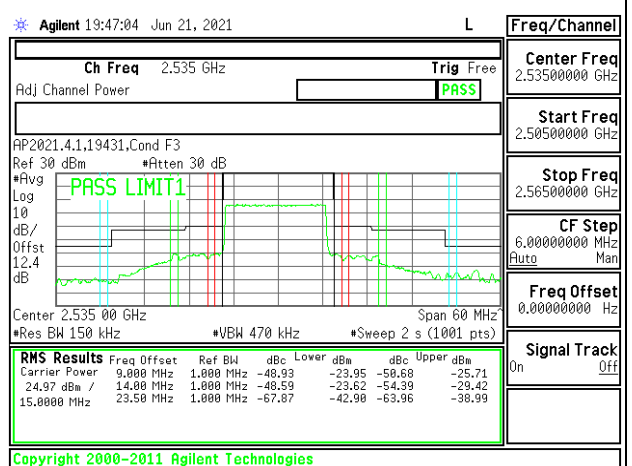 Agilent 19:47:04 Jun 21, 2021 L
Freq/Channel
Ch Freq 2.535 GHz Trig Free
Adj Channel Power PASS
AP2021.4.1,19431,Cond F3
Ref 30 dBm #Atten 30 dB
#Avg
Log
10
dB/
Offst
12.4
dB
PASS LIMIT1
Center 2.535 00 GHz Span 60 MHz^
#Res BW 150 kHz #VBW 470 kHz #Sweep 2 s (1001 pts)
RMS Results Freq Offset Ref BW dBc Lower dBm dBc Upper dBm
Carrier Power 9.000 MHz 1.000 MHz -48.93 -23.95 -50.68 -25.71
24.97 dBm / 14.00 MHz 1.000 MHz -48.59 -23.62 -54.39 -29.42
15.0000 MHz 23.50 MHz 1.000 MHz -67.87 -42.90 -63.96 -38.99
Copyright 2000-2011 Agilent Technologies
Center Freq
2.53500000 GHz
Start Freq
2.50500000 GHz
Stop Freq
2.56500000 GHz
CF Step
6.00000000 MHz
Auto Man
Freq Offset
0.00000000 Hz
Signal Track
On Off